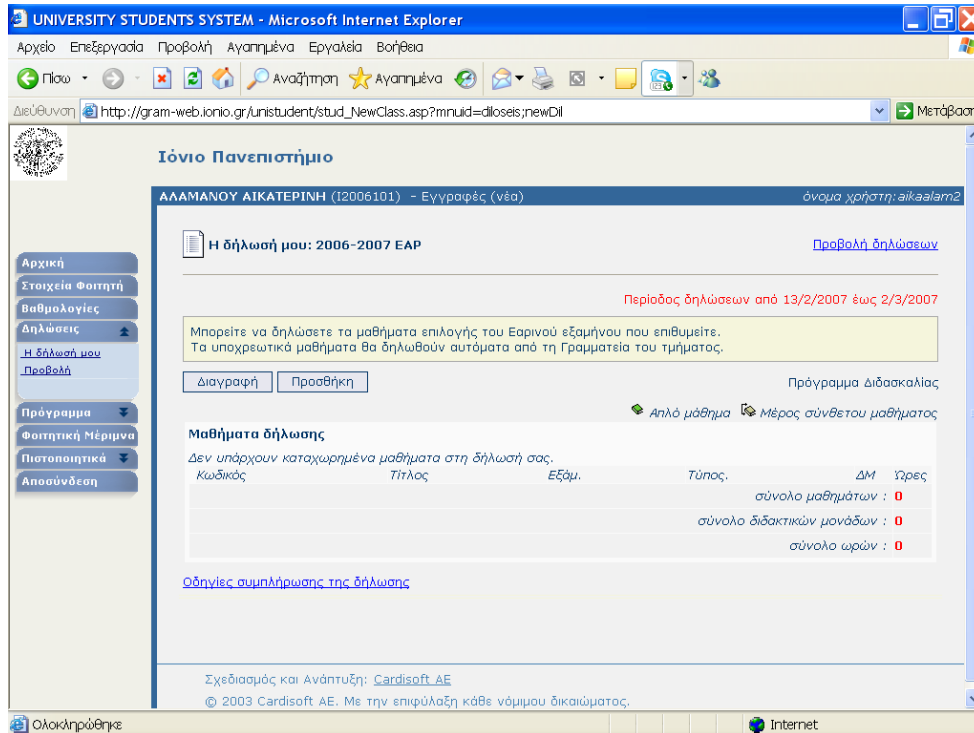 UNIVERSITY STUDENTS SYSTEM - Microsoft Internet Explorer
Αρχείο Επεξεργασία Προβολή Αγαπημένα Εργαλεία Βοήθεια
Πίσω Αναζήτηση Αγαπημένα
Διεύθυνση http://gram-web.ionio.gr/unistudent/stud_NewClass.asp?mnuid=diloseis;newDil Μετάβαση
Ιόνιο Πανεπιστήμιο
ΑΛΑΜΑΝΟΥ ΑΙΚΑΤΕΡΙΝΗ (I2006101) - Εγγραφές (νέα) όνομα χρήστη: aikaalam2
Η δήλωσή μου: 2006-2007 ΕΑΡ Προβολή δηλώσεων
Αρχική
Στοιχεία Φοιτητή
Βαθμολογίες
Δηλώσεις
Η δήλωσή μου
Προβολή
Πρόγραμμα
Φοιτητική Μέριμνα
Πιστοποιητικά
Αποσύνδεση
Περίοδος δηλώσεων από 13/2/2007 έως 2/3/2007
Μπορείτε να δηλώσετε τα μαθήματα επιλογής του Εαρινού εξαμήνου που επιθυμείτε.
Τα υποχρεωτικά μαθήματα θα δηλωθούν αυτόματα από τη Γραμματεία του τμήματος.
Διαγραφή Προσθήκη Πρόγραμμα Διδασκαλίας
Απλό μάθημα Μέρος σύνθετου μαθήματος
Μαθήματα δήλωσης
Δεν υπάρχουν καταχωρημένα μαθήματα στη δήλωσή σας.
Κωδικός Τίτλος Εξάμ. Τύπος. ΔΜ Ώρες
σύνολο μαθημάτων : 0
σύνολο διδακτικών μονάδων : 0
σύνολο ωρών : 0
Οδηγίες συμπλήρωσης της δήλωσης
Σχεδιασμός και Ανάπτυξη: Cardisoft ΑΕ
© 2003 Cardisoft ΑΕ. Με την επιφύλαξη κάθε νόμιμου δικαιώματος.
Ολοκληρώθηκε Internet